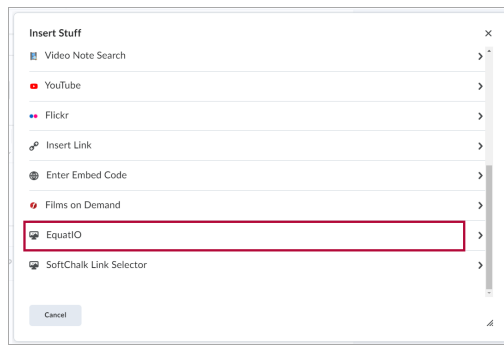 Insert Stuff
Video Note Search
YouTube
Flickr
Insert Link
Enter Embed Code
Films on Demand
EquatIO
SoftChalk Link Selector
Cancel